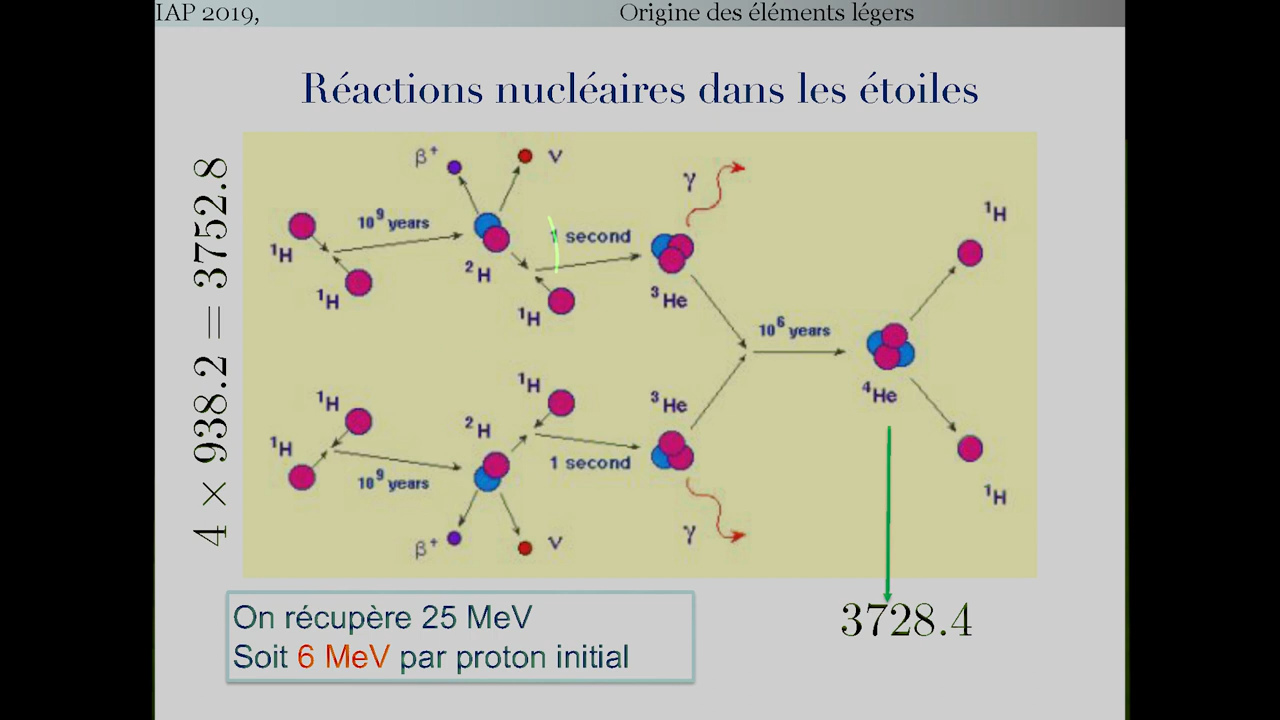 IAP 2019,
Origine des éléments légers
Réactions nucléaires dans les étoiles
4 × 938.2 = 3752.8
β⁺ ν
¹H ¹H
10⁹ years
²H
¹H
1 second
³He
γ
¹H ¹H
10⁹ years
²H
β⁺ ν
¹H
1 second
³He
γ
10⁶ years
⁴He
¹H
¹H
3728.4
On récupère 25 MeV
Soit 6 MeV par proton initial